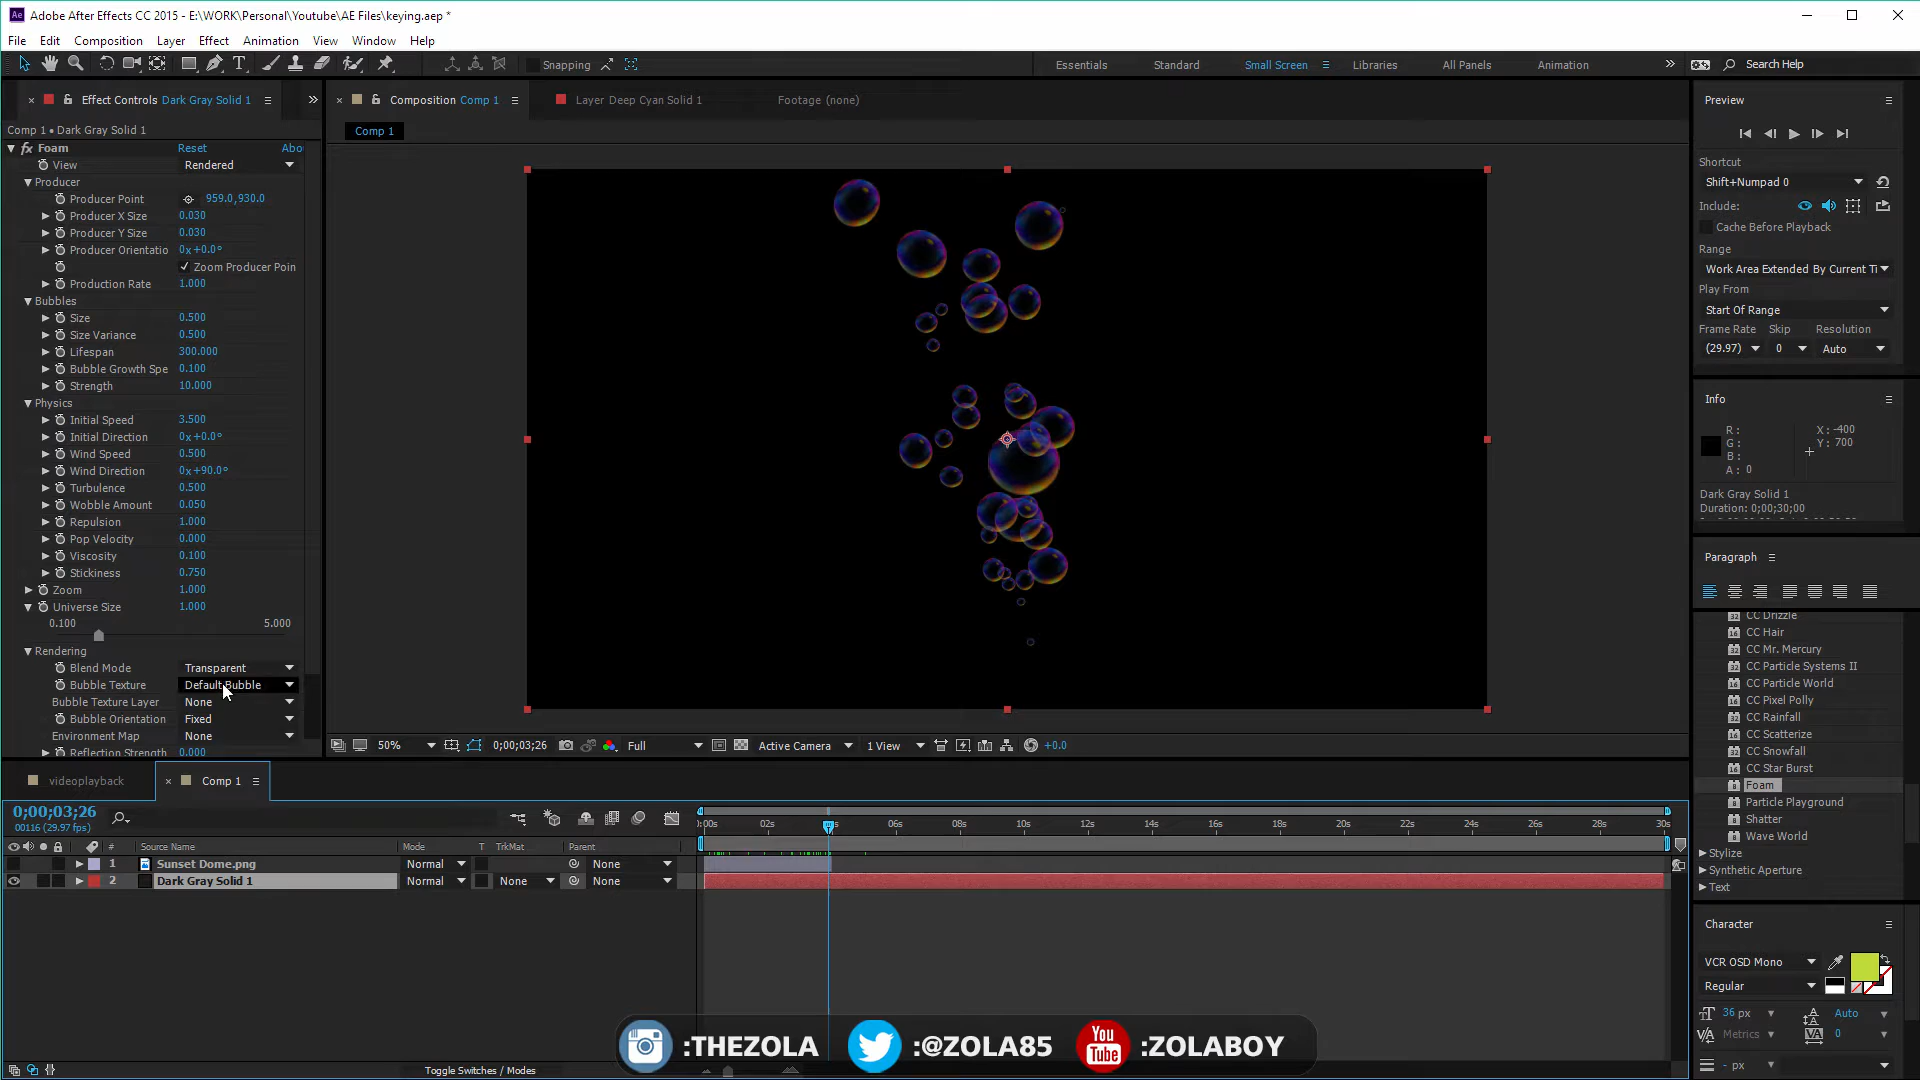 Adobe After Effects CC 2015 - E:\WORK\Personal\Youtube\AE Files\keying.aep *
File Edit Composition Layer Effect Animation View Window Help
Snapping Essentials Standard Small Screen Libraries All Panels Animation Search Help
Effect Controls Dark Gray Solid 1
Comp 1 • Dark Gray Solid 1
Foam Reset Abo
View Rendered
Producer
Producer Point 959.0,930.0
Producer X Size 0.030
Producer Y Size 0.030
Producer Orientatio 0x+0.0°
Zoom Producer Poin
Production Rate 1.000
Bubbles
Size 0.500
Size Variance 0.500
Lifespan 300.000
Bubble Growth Spe 0.100
Strength 10.000
Physics
Initial Speed 3.500
Initial Direction 0x+0.0°
Wind Speed 0.500
Wind Direction 0x+90.0°
Turbulence 0.500
Wobble Amount 0.050
Repulsion 1.000
Pop Velocity 0.000
Viscosity 0.100
Stickiness 0.750
Zoom 1.000
Universe Size 1.000
0.100 5.000
Rendering
Blend Mode Transparent
Bubble Texture Default Bubble
Bubble Texture Layer None
Bubble Orientation Fixed
Environment Map None
Reflection Strength 0.000
Composition Comp 1 Layer Deep Cyan Solid 1 Footage (none)
Comp 1
50% 0;00;03;26 Full Active Camera 1 View +0.0
Preview
Shortcut
Shift+Numpad 0
Include:
Cache Before Playback
Range
Work Area Extended By Current Ti
Play From
Start Of Range
Frame Rate Skip Resolution
(29.97) 0 Auto
Info
R :
G :
B :
A : 0
X : -400
Y : 700
Dark Gray Solid 1
Duration: 0;00;30;00
Paragraph
CC Drizzle
CC Hair
CC Mr. Mercury
CC Particle Systems II
CC Particle World
CC Pixel Polly
CC Rainfall
CC Scatterize
CC Snowfall
CC Star Burst
Foam
Particle Playground
Shatter
Wave World
Stylize
Synthetic Aperture
Text
Character
VCR OSD Mono
Regular
36 px Auto
Metrics 0
- px
videoplayback Comp 1
0;00;03;26
00116 (29.97 fps)
:00s 02s 06s 08s 10s 12s 14s 16s 18s 20s 22s 24s 26s 28s 30s
# Source Name Mode T TrkMat Parent
1 Sunset Dome.png Normal None
2 Dark Gray Solid 1 Normal None None
Toggle Switches / Modes
:THEZOLA :@ZOLA85 You Tube :ZOLABOY